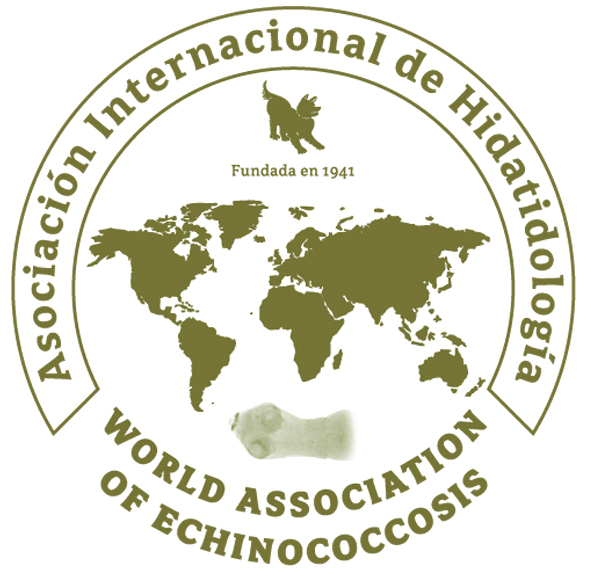 Asociación Internacional de Hidatidología
Fundada en 1941
WORLD ASSOCIATION
OF ECHINOCOCCOSIS